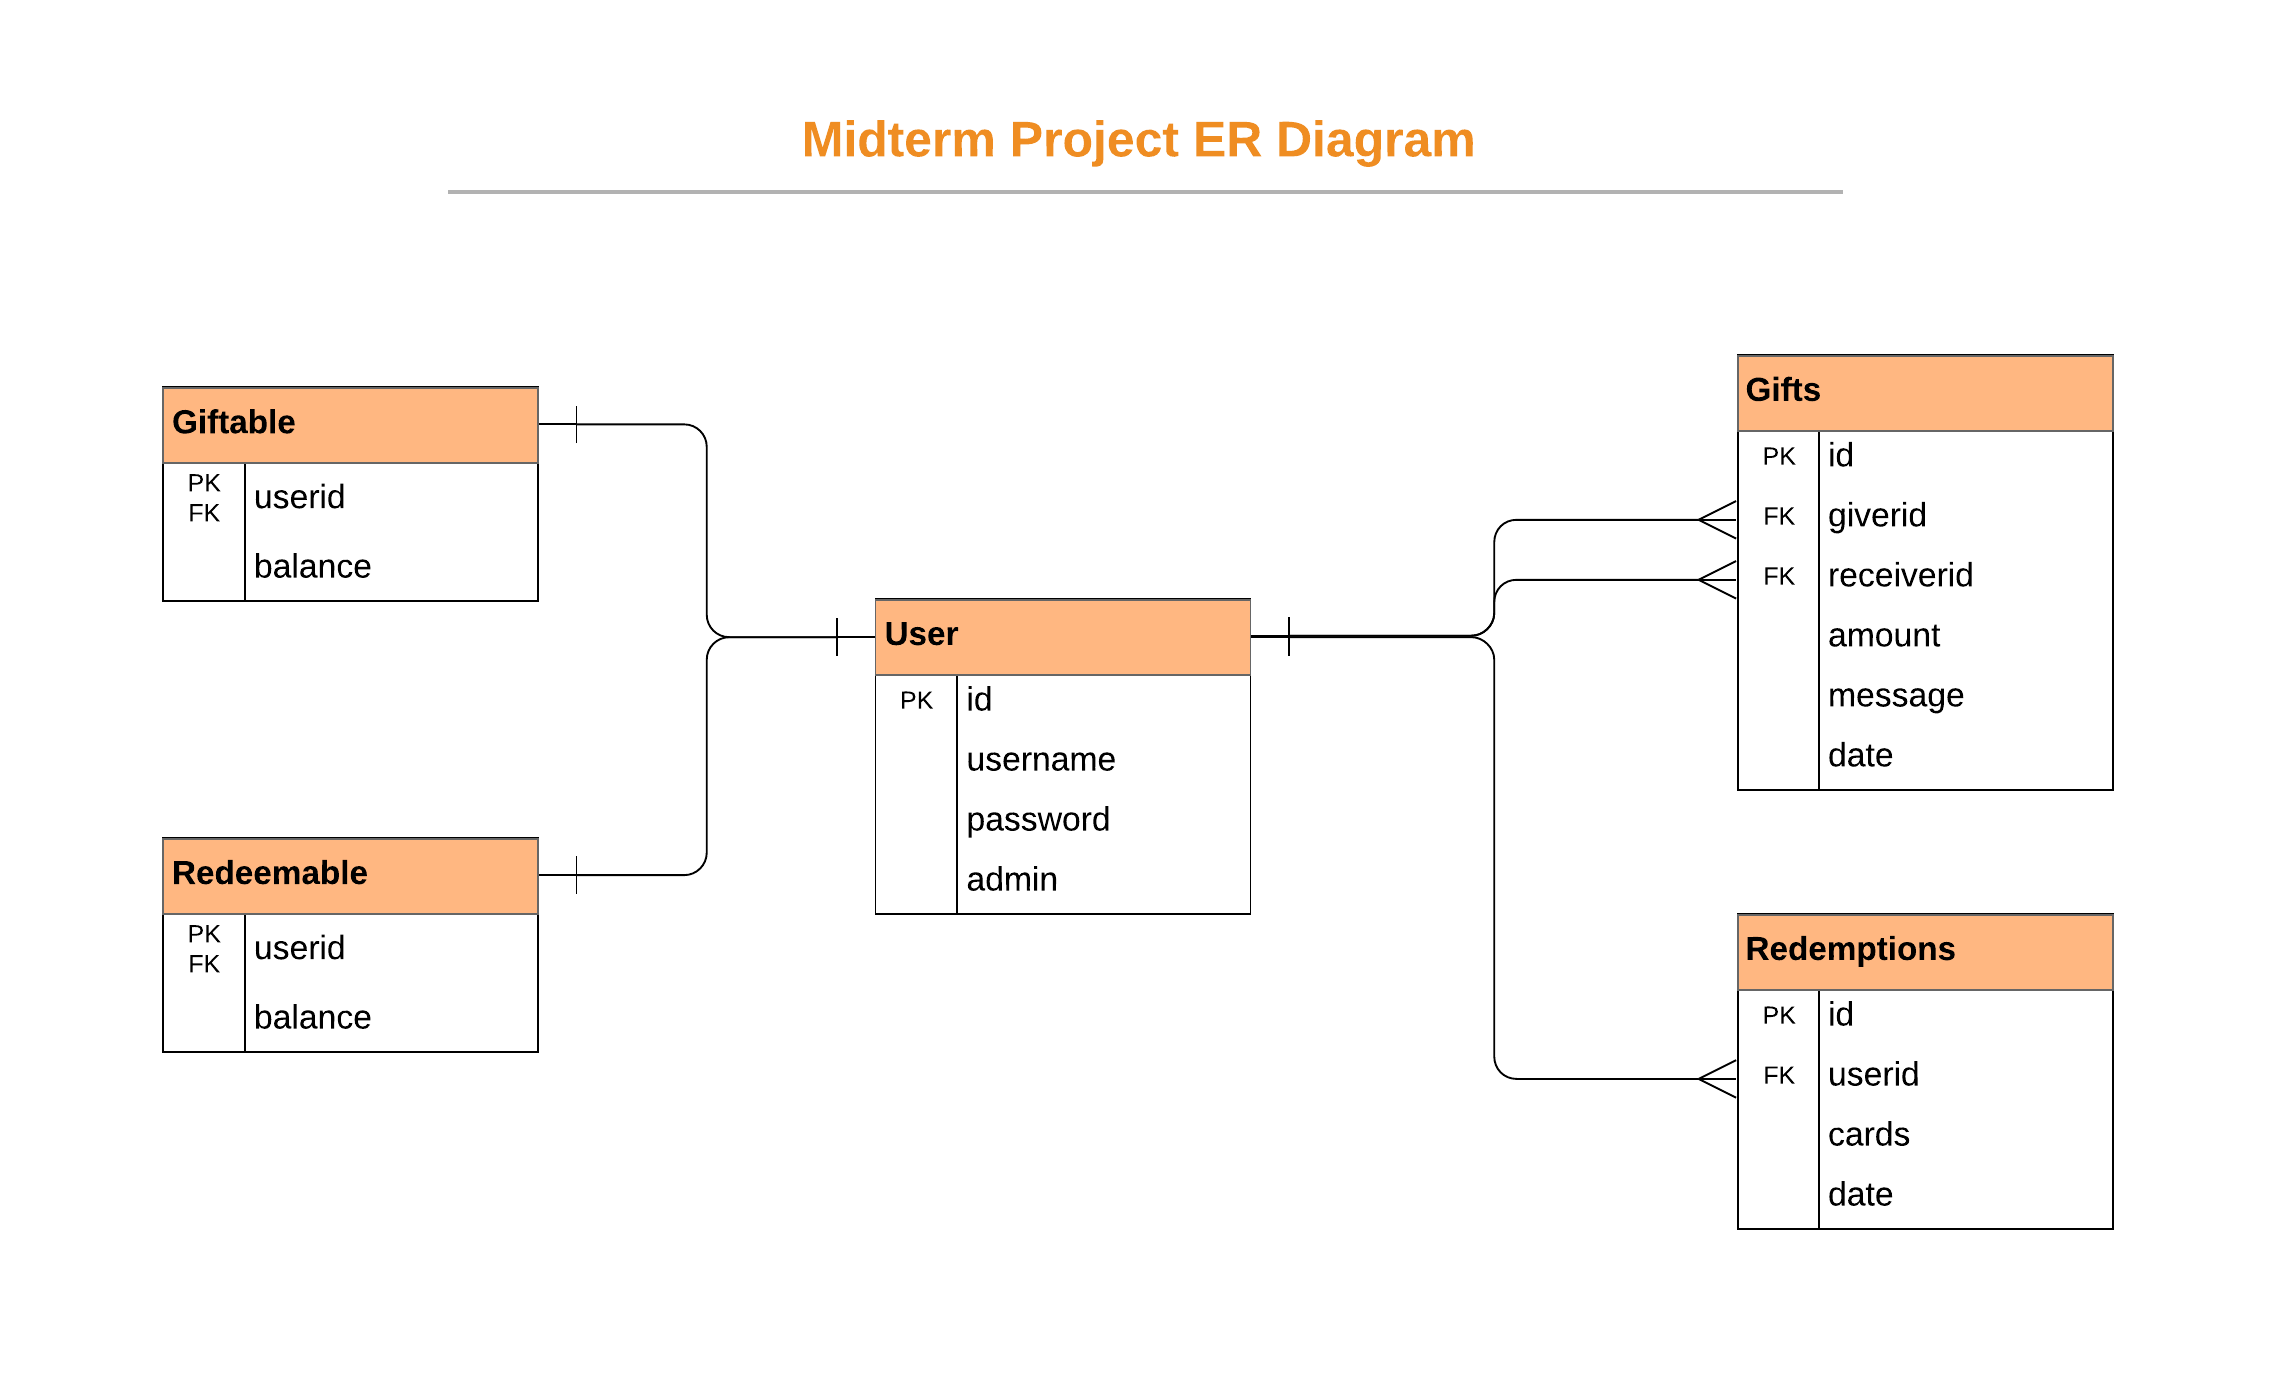 Midterm Project ER Diagram
Giftable
PK
FK
userid
balance
Redeemable
PK
FK
userid
balance
User
PK id
username
password
admin
Gifts
PK id
FK giverid
FK receiverid
amount
message
date
Redemptions
PK id
FK userid
cards
date